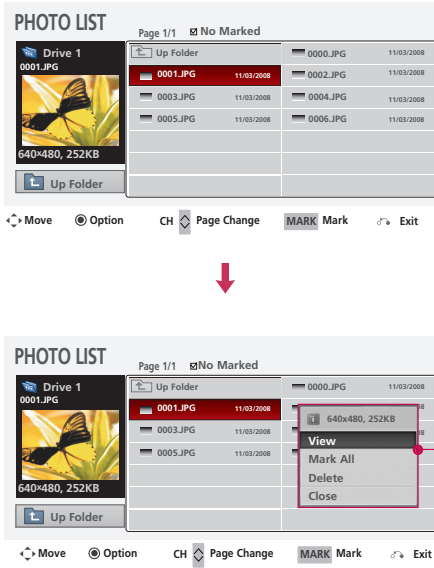 PHOTO LIST
Page 1/1 No Marked
Drive 1
0001.JPG
640×480, 252KB
Up Folder
Up Folder 0000.JPG 11/03/2008
0001.JPG 11/03/2008 0002.JPG 11/03/2008
0003.JPG 11/03/2008 0004.JPG 11/03/2008
0005.JPG 11/03/2008 0006.JPG 11/03/2008
Move Option CH Page Change MARK Mark Exit
PHOTO LIST
Page 1/1 No Marked
Drive 1
0001.JPG
640×480, 252KB
Up Folder
Up Folder 0000.JPG 11/03/2008
0001.JPG 11/03/2008
0003.JPG 11/03/2008
0005.JPG 11/03/2008
640x480, 252KB
View
Mark All
Delete
Close
Move Option CH Page Change MARK Mark Exit